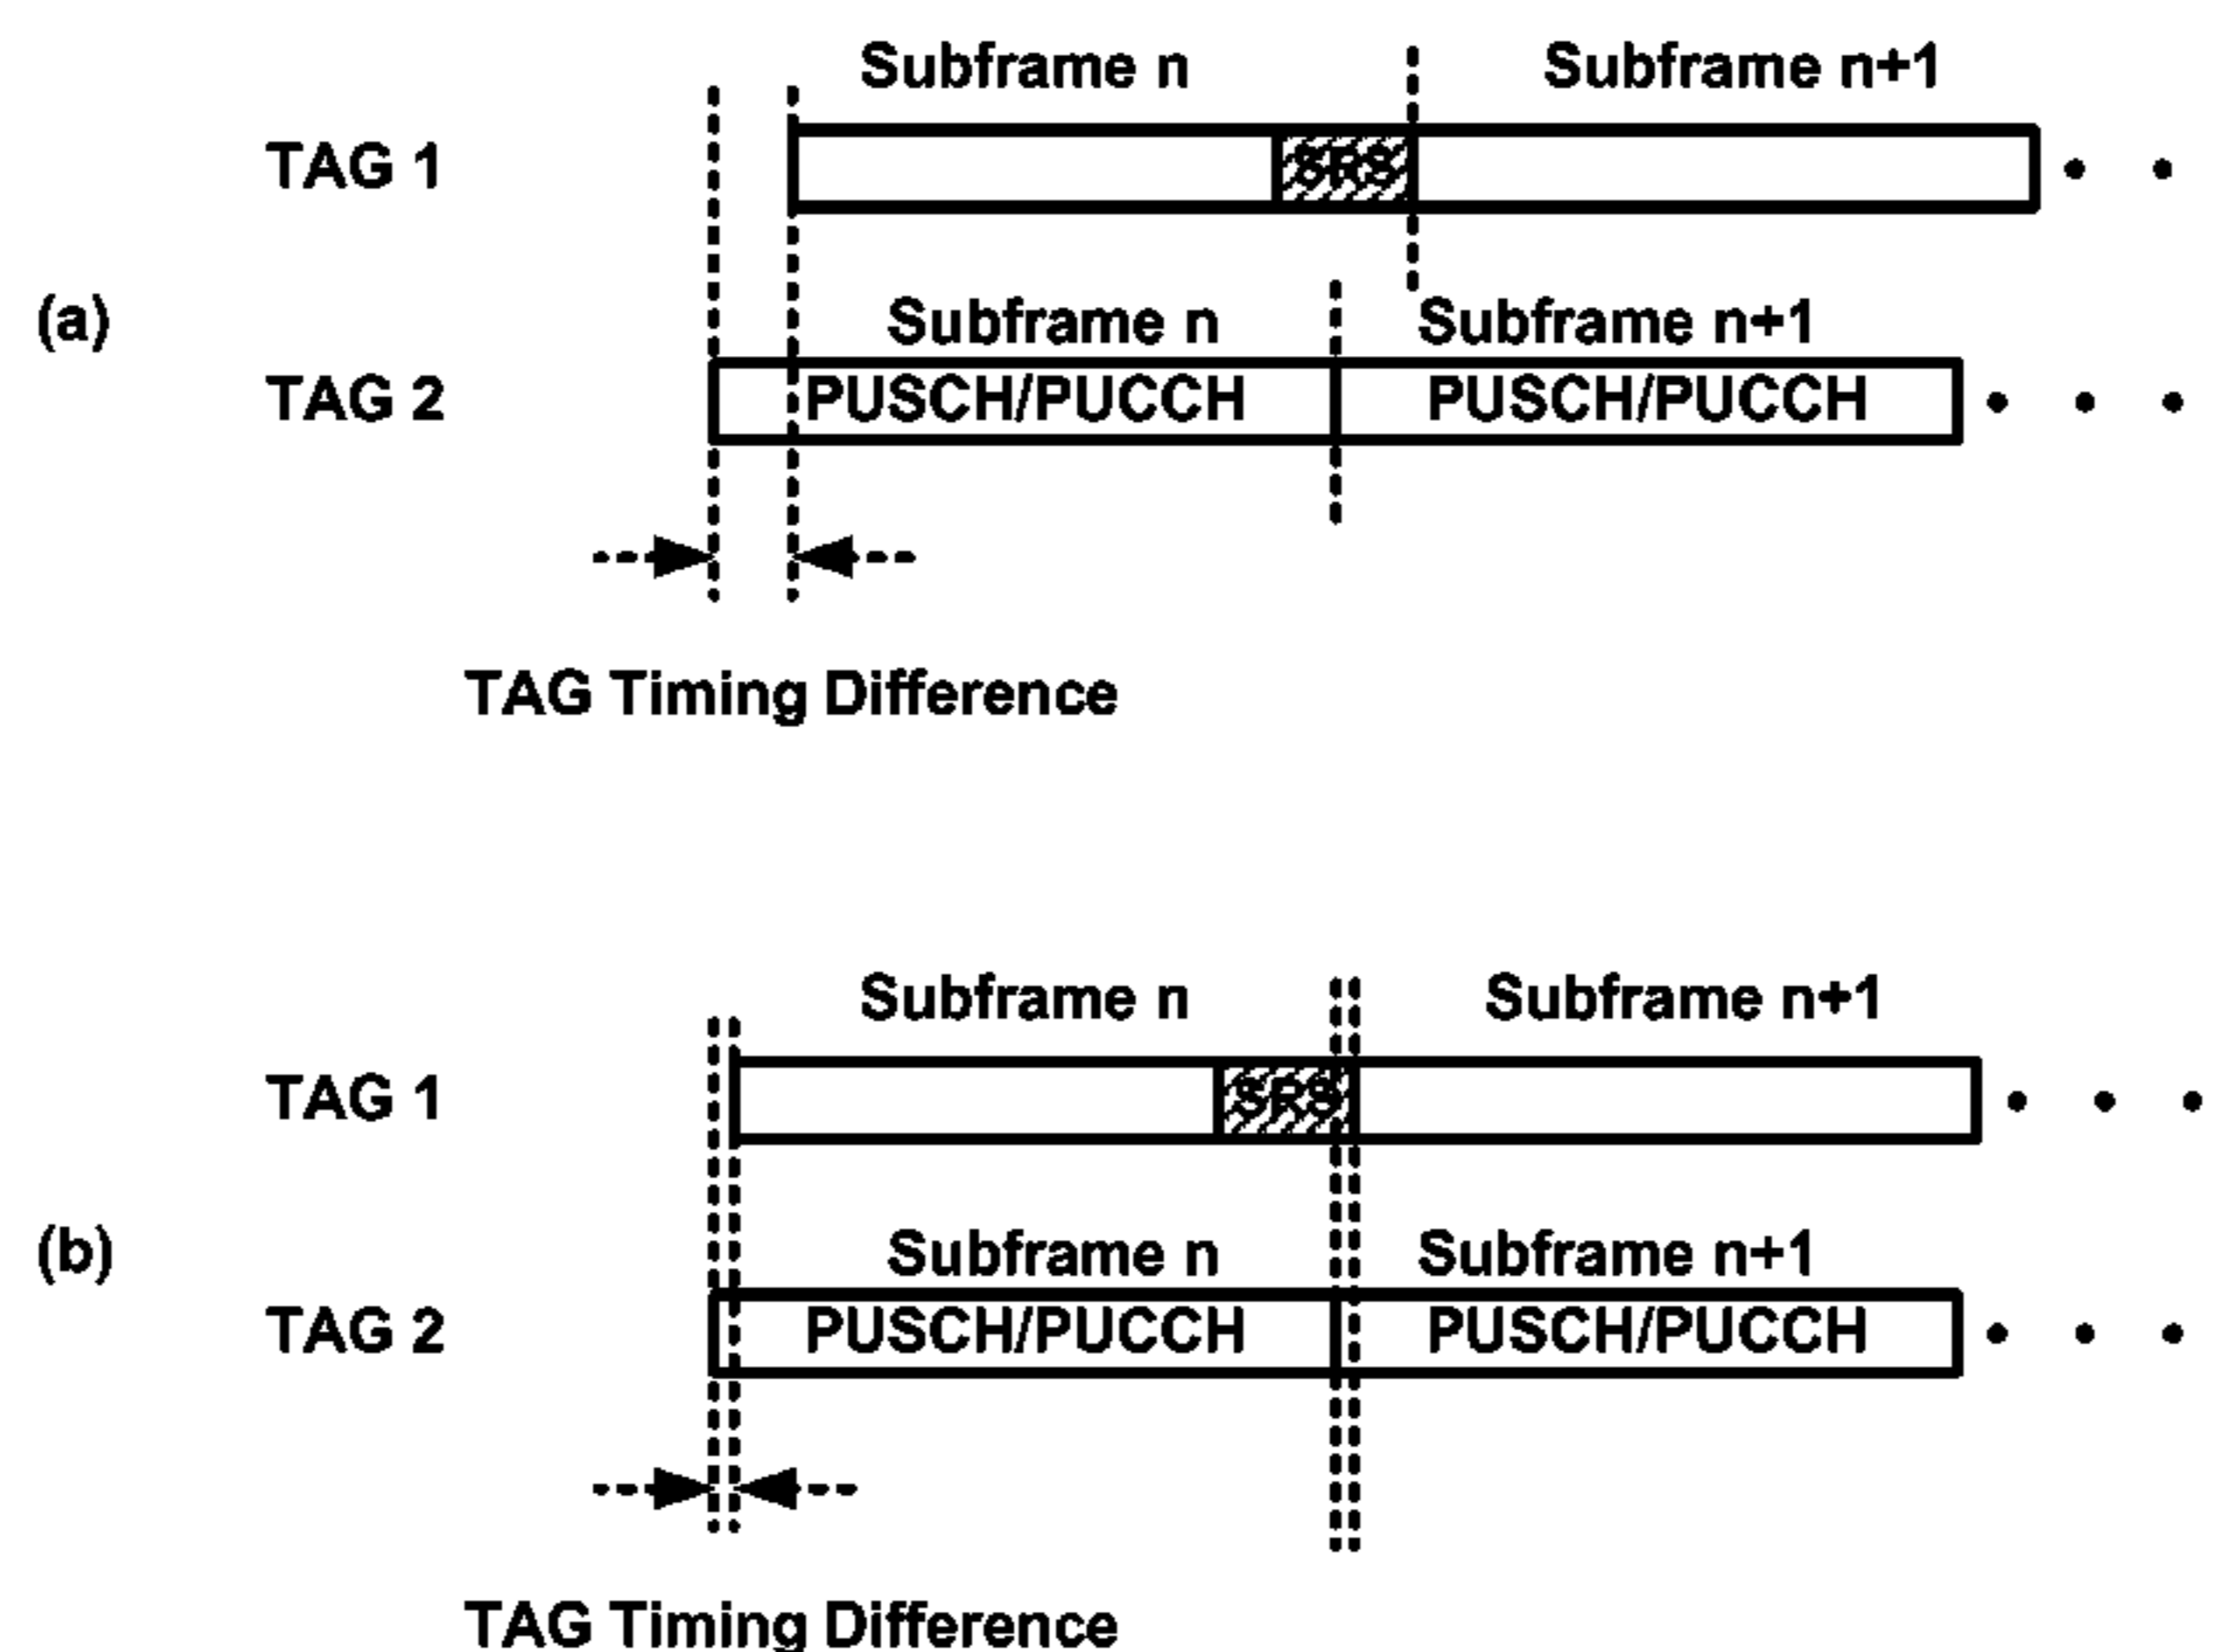 Subframe n Subframe n+1
TAG 1 SRS
(a)
Subframe n Subframe n+1
TAG 2 PUSCH/PUCCH PUSCH/PUCCH
TAG Timing Difference
Subframe n Subframe n+1
TAG 1 SRS
(b)
Subframe n Subframe n+1
TAG 2 PUSCH/PUCCH PUSCH/PUCCH
TAG Timing Difference